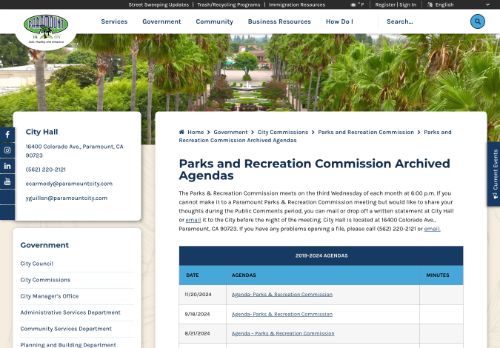 Street Sweeping Updates | Trash/Recycling Programs | Immigration Resources
°F
Register | Sign In
English
PARAMOUNT
Services
Government
Community
Business Resources
How Do I
Search...
City Hall
16400 Colorado Ave., Paramount, CA
90723
(562) 220-2121
ecarmody@paramountcity.com
yguillen@paramountcity.com
Government
City Council
City Commissions
City Manager's Office
Administrative Services Department
Community Services Department
Planning and Building Department
Home > Government > City Commissions > Parks and Recreation Commission > Parks and
Recreation Commission Archived Agendas
Parks and Recreation Commission Archived
Agendas
The Parks & Recreation Commission meets on the third Wednesday of each month at 6:00 p.m. If you
cannot make it to a Paramount Parks & Recreation Commission meeting but would like to share your
thoughts during the Public Comments period, you can mail or drop off a written statement at City Hall
or email it to the City before the night of the meeting. City Hall is located at 16400 Colorado Ave.,
Paramount, CA 90723. If you have any problems opening a file, please call (562) 220-2121 or email.
2019-2024 AGENDAS
DATE
AGENDAS
MINUTES
11/20/2024
Agenda- Parks & Recreation Commission
9/18/2024
Agenda- Parks & Recreation Commission
8/21/2024
Agenda - Parks & Recreation Commission
Current Events